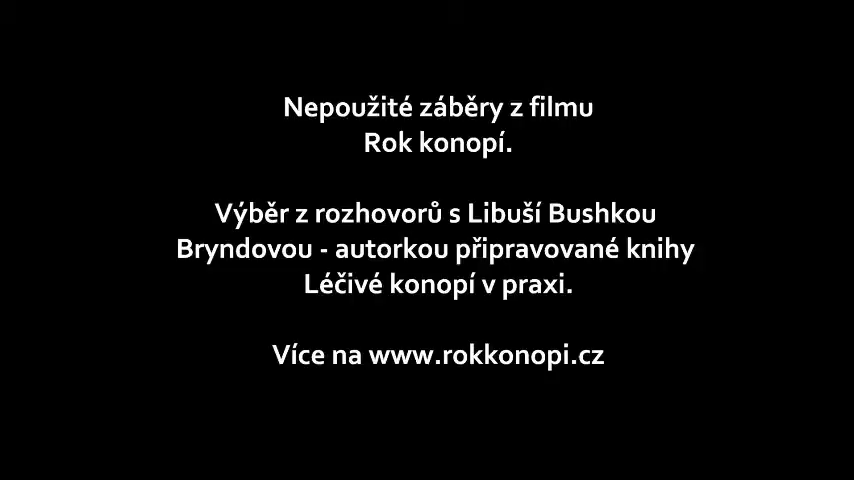 Nepoužité záběry z filmu
Rok konopí.
Výběr z rozhovorů s Libuší Bushkou
Bryndovou - autorkou připravované knihy
Léčivé konopí v praxi.
Více na www.rokkonopi.cz